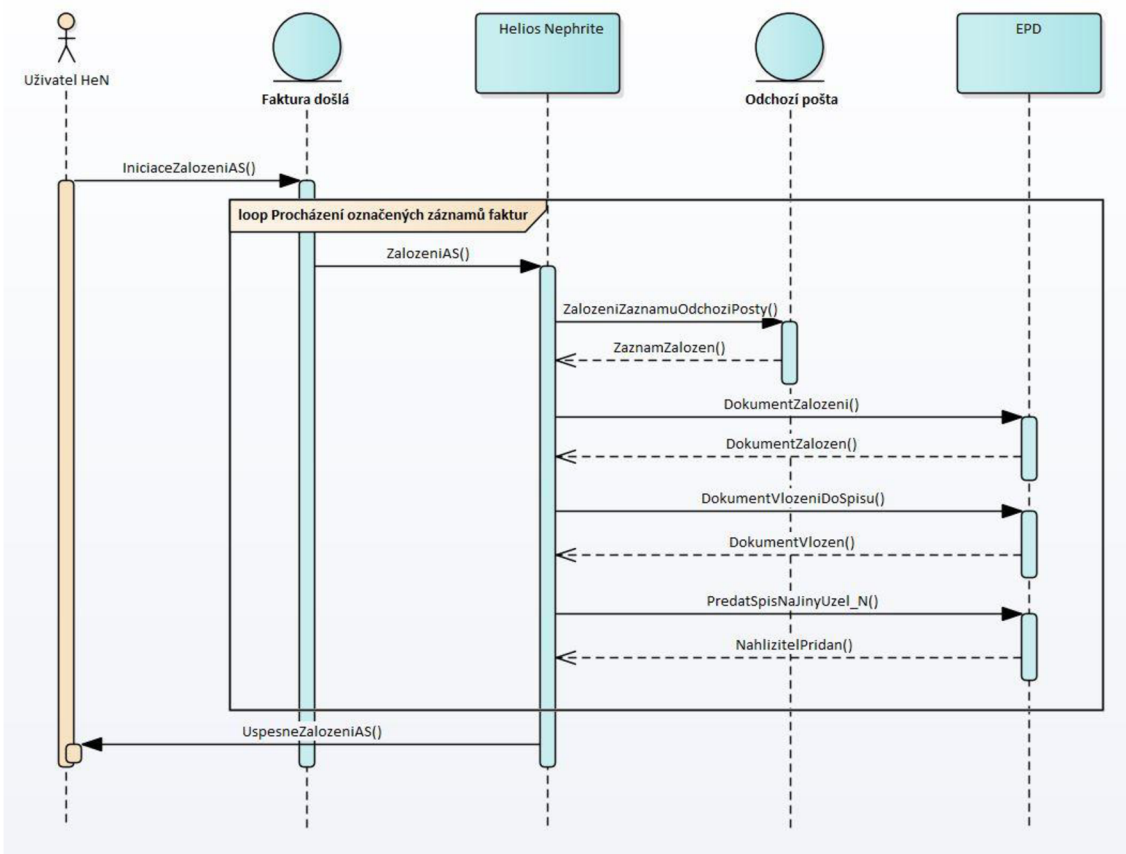 Uživatel HeN
Faktura došlá
Helios Nephrite
Odchozí pošta
EPD
IniciaceZalozeniAS()
loop Procházení označených záznamů faktur
ZalozeniAS()
ZalozeniZaznamuOdchoziPosty()
ZaznamZalozen()
DokumentZalozeni()
DokumentZalozen()
DokumentVlozeniDoSpisu()
DokumentVlozen()
PredatSpisNaJinyUzel_N()
NahlizitelPridan()
UspesneZalozeniAS()